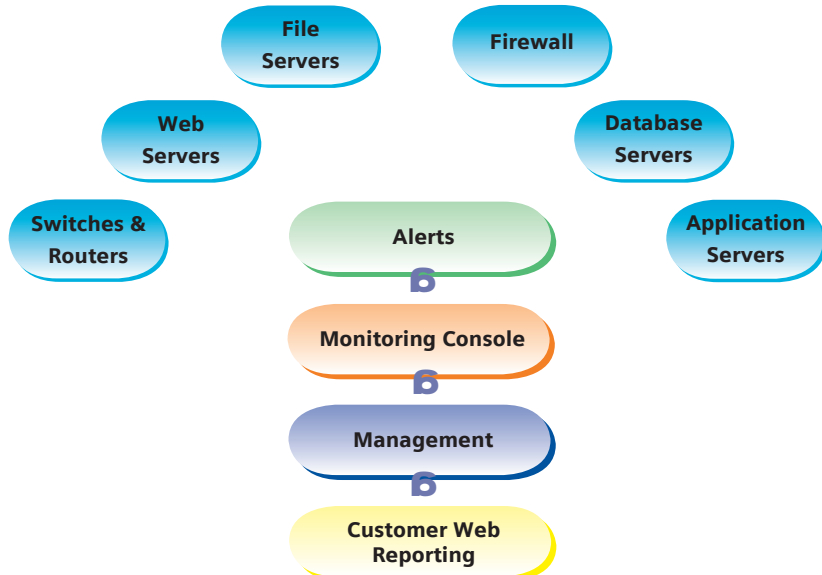 File
Servers
Firewall
Web
Servers
Database
Servers
Switches &
Routers
Alerts
Application
Servers
a
Monitoring Console
a
Management
a
Customer Web
Reporting